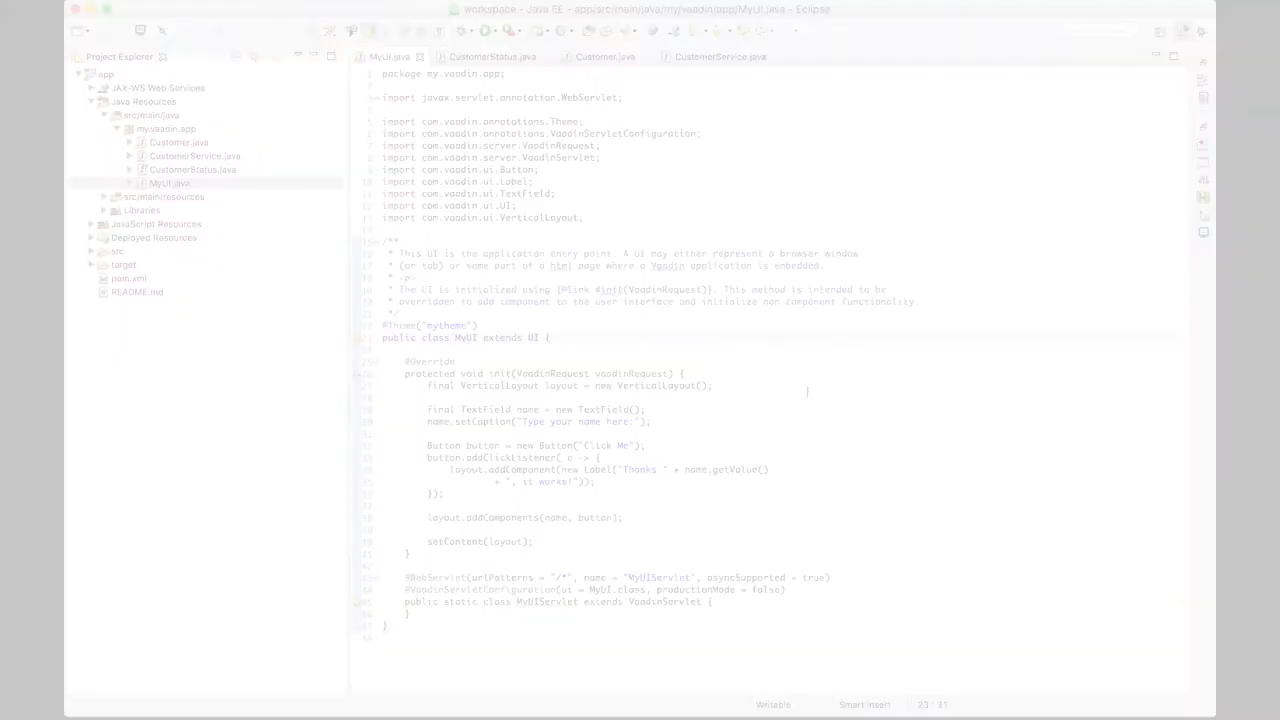 workspace - Java EE - app/src/main/java/my/vaadin/app/MyUI.java - Eclipse
Project Explorer
app
JAX-WS Web Services
Java Resources
src/main/java
my.vaadin.app
Customer.java
CustomerService.java
CustomerStatus.java
MyUI.java
src/main/resources
Libraries
JavaScript Resources
Deployed Resources
src
target
pom.xml
README.md
MyUI.java
CustomerStatus.java
Customer.java
CustomerService.java
package my.vaadin.app;
import javax.servlet.annotation.WebServlet;
import com.vaadin.annotations.Theme;
import com.vaadin.annotations.VaadinServletConfiguration;
import com.vaadin.server.VaadinRequest;
import com.vaadin.server.VaadinServlet;
import com.vaadin.ui.Button;
import com.vaadin.ui.Label;
import com.vaadin.ui.TextField;
import com.vaadin.ui.UI;
import com.vaadin.ui.VerticalLayout;
/**
* This UI is the application entry point. A UI may either represent a browser window
* (or tab) or some part of a html page where a Vaadin application is embedded.
* <p>
* The UI is initialized using {@link #init(VaadinRequest)}. This method is intended to be
* overridden to add component to the user interface and initialize non-component functionality.
*/
@Theme("mytheme")
public class MyUI extends UI {
@Override
protected void init(VaadinRequest vaadinRequest) {
final VerticalLayout layout = new VerticalLayout();
final TextField name = new TextField();
name.setCaption("Type your name here:");
Button button = new Button("Click Me");
button.addClickListener( e -> {
layout.addComponent(new Label("Thanks " + name.getValue()
+ ", it works!"));
});
layout.addComponents(name, button);
setContent(layout);
}
@WebServlet(urlPatterns = "/*", name = "MyUIServlet", asyncSupported = true)
@VaadinServletConfiguration(ui = MyUI.class, productionMode = false)
public static class MyUIServlet extends VaadinServlet {
}
}
Writable
Smart Insert
23 : 31